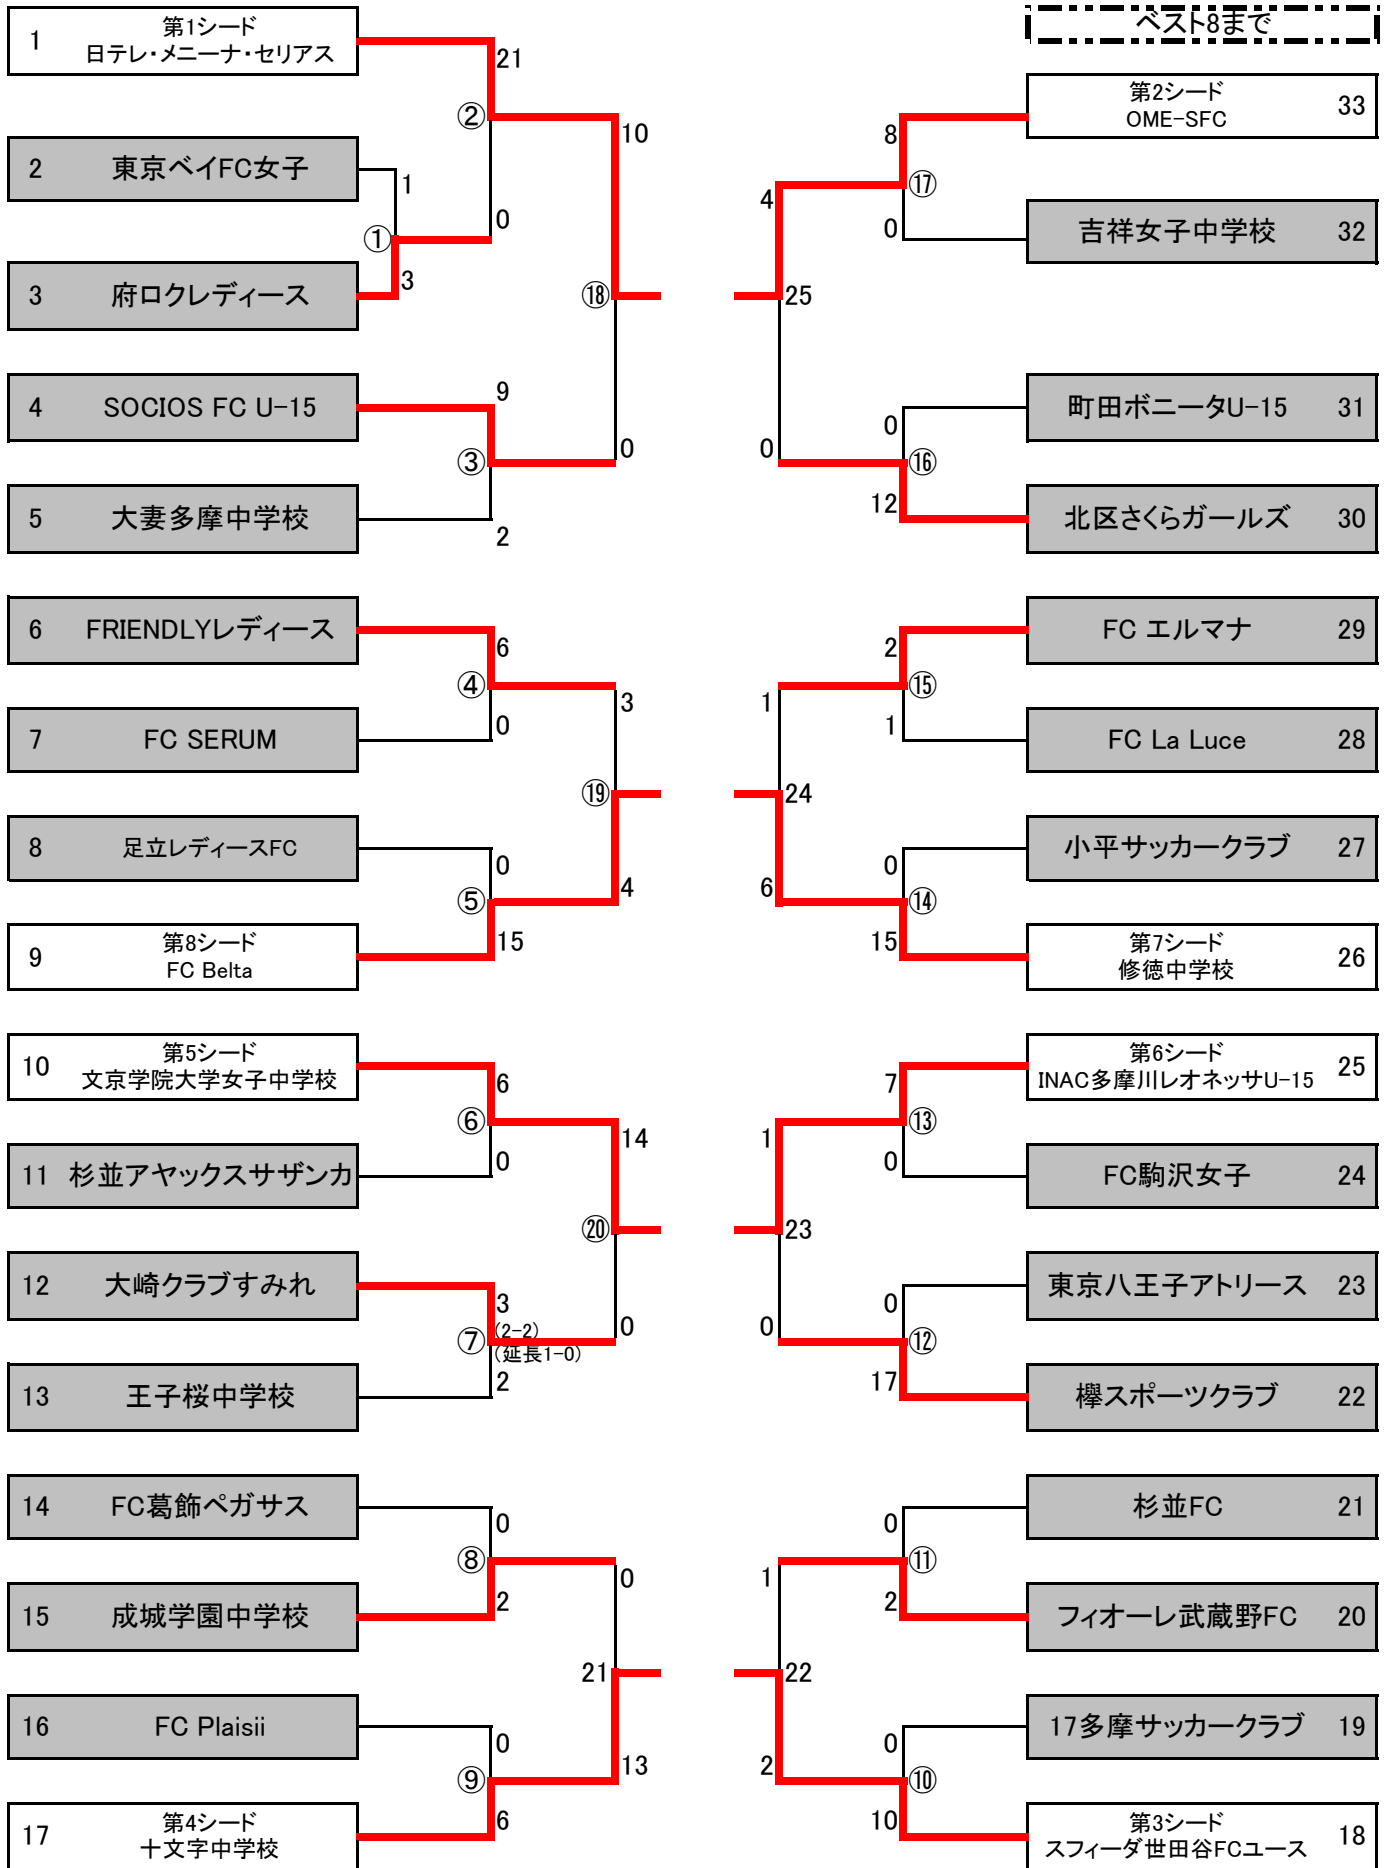 ベスト8まで
1
第1シード
日テレ・メニーナ・セリアス
21
②
10
2 東京ベイFC女子
1
0
①
3
3 府ロクレディース
⑱
4 SOCIOS FC U-15
9
③
0
5 大妻多摩中学校
2
6 FRIENDLYレディース
6
④
3
7 FC SERUM
0
⑲
8 足立レディースFC
0
⑤
4
9
第8シード
FC Belta
15
10
第5シード
文京学院大学女子中学校
6
⑥
14
11 杉並アヤックスサザンカ
0
⑳
12 大崎クラブすみれ
3
(2-2)
⑦
(延長1-0)
0
13 王子桜中学校
2
14 FC葛飾ペガサス
0
⑧
0
15 成城学園中学校
2
21
16 FC Plaisii
0
⑨
13
17
第4シード
十文字中学校
6
第2シード
OME-SFC
33
8
⑰
4
0
吉祥女子中学校 32
25
町田ボニータU-15 31
0
⑯
0
12
北区さくらガールズ 30
FC エルマナ 29
2
⑮
1
1
FC La Luce 28
24
小平サッカークラブ 27
0
⑭
6
15
第7シード
修徳中学校
26
第6シード
INAC多摩川レオネッサU-15
25
7
⑬
1
0
FC駒沢女子 24
23
東京八王子アトリース 23
0
⑫
0
17
欅スポーツクラブ 22
杉並FC 21
0
⑪
1
2
フィオーレ武蔵野FC 20
22
17多摩サッカークラブ 19
0
⑩
2
10
第3シード
スフィーダ世田谷FCユース
18